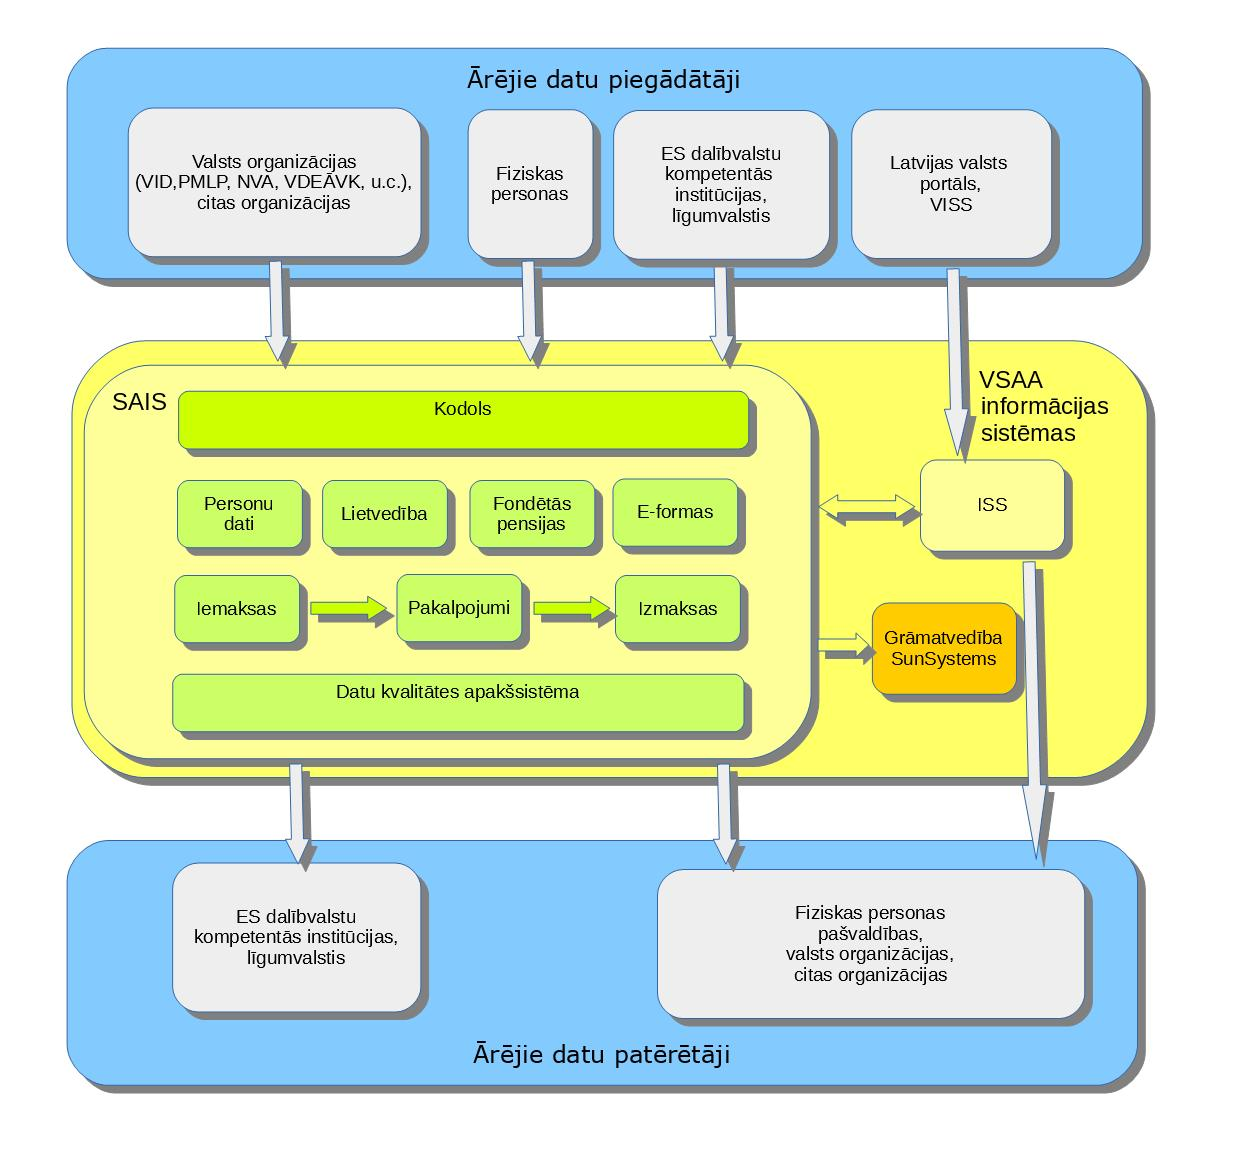 Ārējie datu piegādātāji
Valsts organizācijas
(VID,PMLP, NVA, VDEĀVK, u.c.),
citas organizācijas
Fiziskas
personas
ES dalībvalstu
kompetentās
institūcijas,
līgumvalstis
Latvijas valsts
portāls,
VISS
SAIS
Kodols
VSAA
informācijas
sistēmas
Personu
dati
Lietvedība
Fondētās
pensijas
E-formas
ISS
Iemaksas
Pakalpojumi
Izmaksas
Grāmatvedība
SunSystems
Datu kvalitātes apakšsistēma
ES dalībvalstu
kompetentās institūcijas,
līgumvalstis
Fiziskas personas
pašvaldības,
valsts organizācijas,
citas organizācijas
Ārējie datu patērētāji